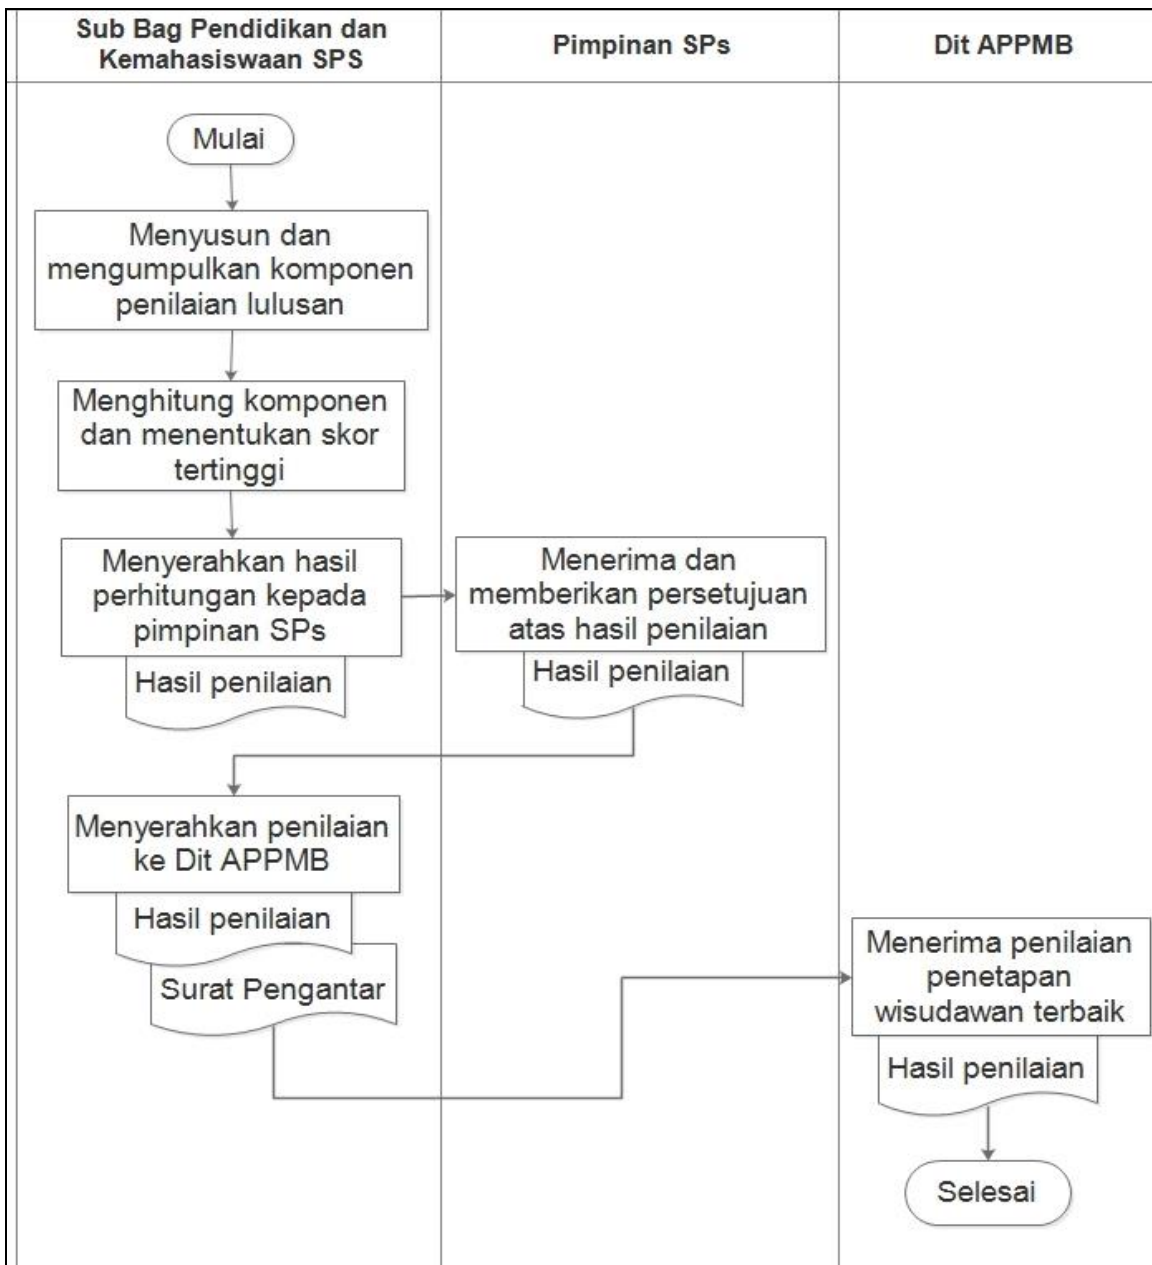 Sub Bag Pendidikan dan
Kemahasiswaan SPS
Pimpinan SPs
Dit APPMB
Mulai
Menyusun dan
mengumpulkan komponen
penilaian lulusan
Menghitung komponen
dan menentukan skor
tertinggi
Menyerahkan hasil
perhitungan kepada
pimpinan SPs
Hasil penilaian
Menerima dan
memberikan persetujuan
atas hasil penilaian
Hasil penilaian
Menyerahkan penilaian
ke Dit APPMB
Hasil penilaian
Surat Pengantar
Menerima penilaian
penetapan
wisudawan terbaik
Hasil penilaian
Selesai